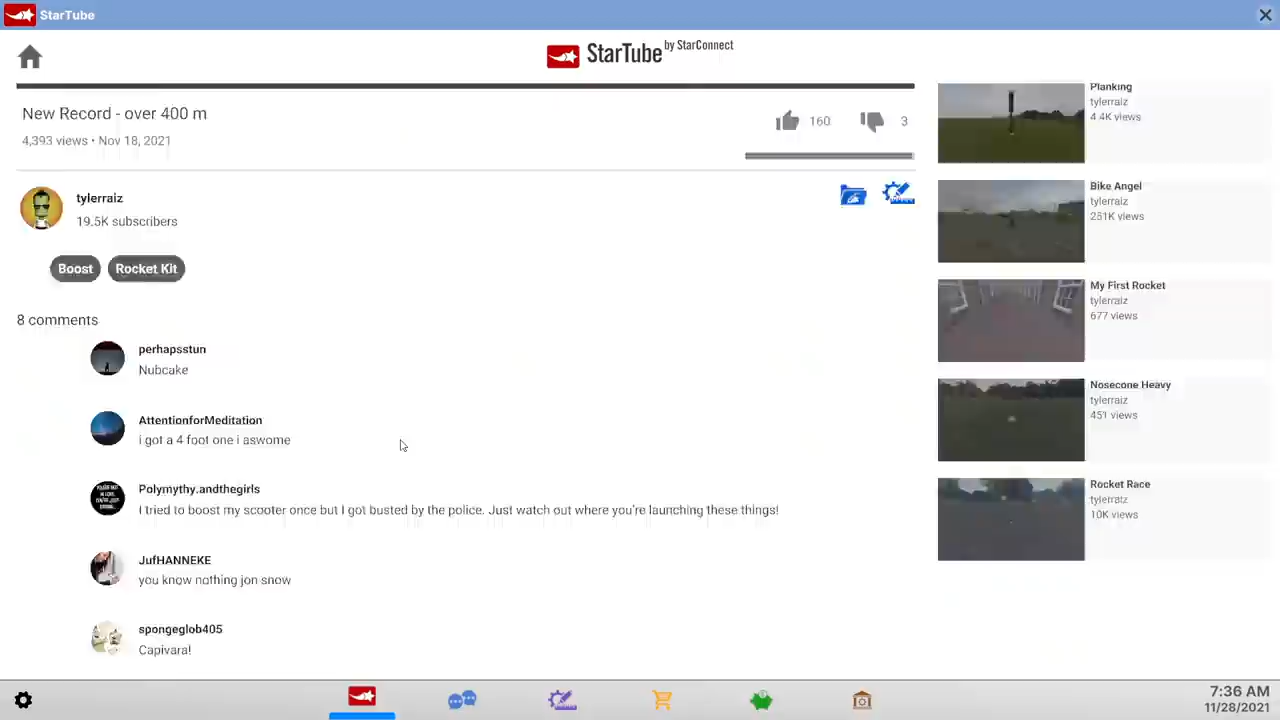 StarTube
StarTube by StarConnect
New Record - over 400 m
4,393 views • Nov 18, 2021
160
3
tylerraiz
19.5K subscribers
Boost
Rocket Kit
8 comments
perhapsstun
Nubcake
AttentionforMeditation
i got a 4 foot one i aswome
Polymythy.andthegirls
I tried to boost my scooter once but I got busted by the police. Just watch out where you're launching these things!
JufHANNEKE
you know nothing jon snow
spongeglob405
Capivara!
Planking
tylerraiz
4.4K views
Bike Angel
tylerraiz
251K views
My First Rocket
tylerraiz
677 views
Nosecone Heavy
tylerraiz
451 views
Rocket Race
tylerraiz
10K views
7:36 AM
11/28/2021